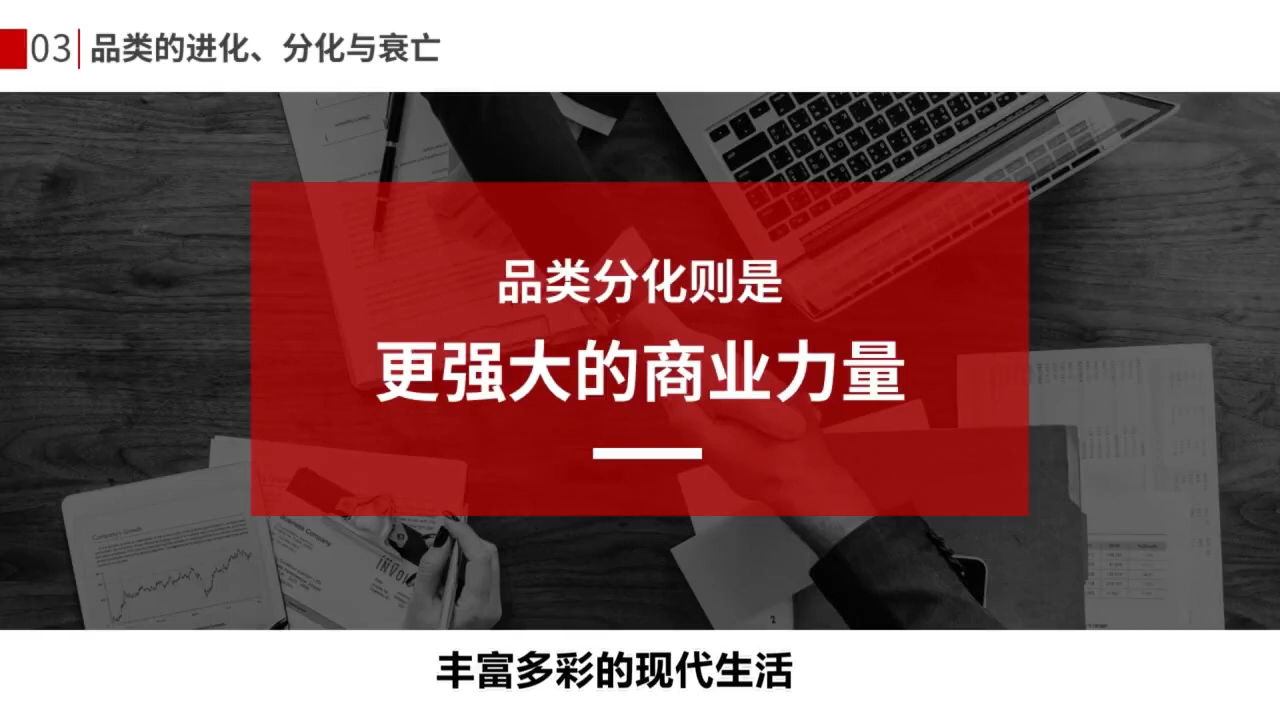 03 品类的进化、分化与衰亡
品类分化则是
更强大的商业力量
丰富多彩的现代生活